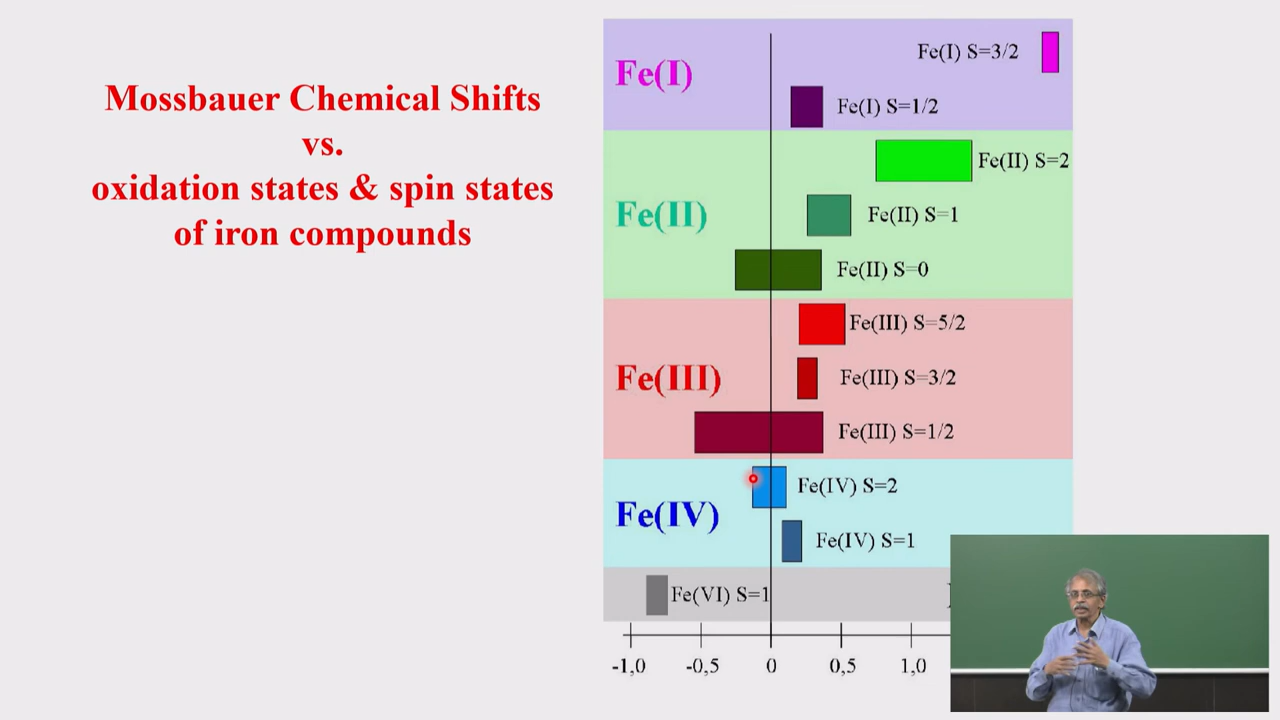 Mossbauer Chemical Shifts
vs.
oxidation states & spin states
of iron compounds
Fe(I)
Fe(I) S=3/2
Fe(I) S=1/2
Fe(II)
Fe(II) S=2
Fe(II) S=1
Fe(II) S=0
Fe(III)
Fe(III) S=5/2
Fe(III) S=3/2
Fe(III) S=1/2
Fe(IV)
Fe(IV) S=2
Fe(IV) S=1
Fe(VI) S=1
-1,0 -0,5 0 0,5 1,0